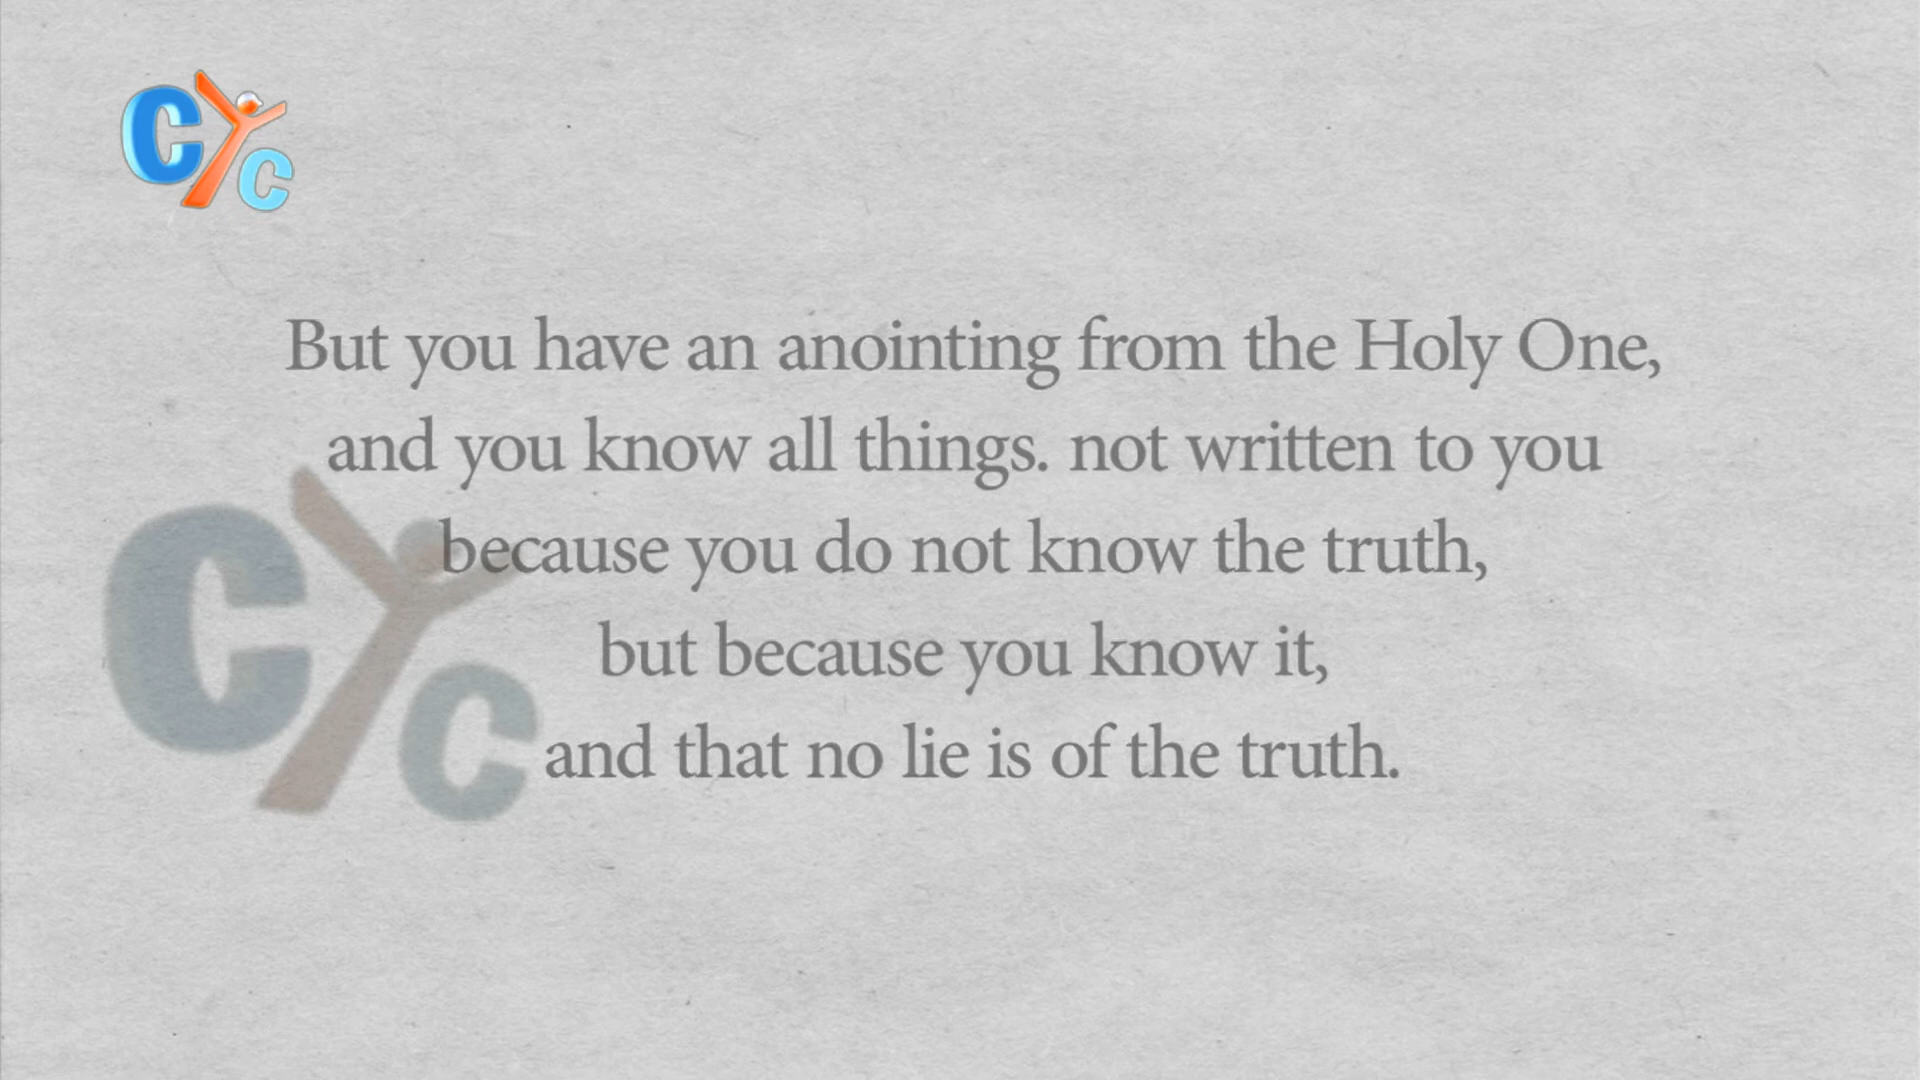 CYC
But you have an anointing from the Holy One,
and you know all things. not written to you
because you do not know the truth,
but because you know it,
and that no lie is of the truth.
CYC